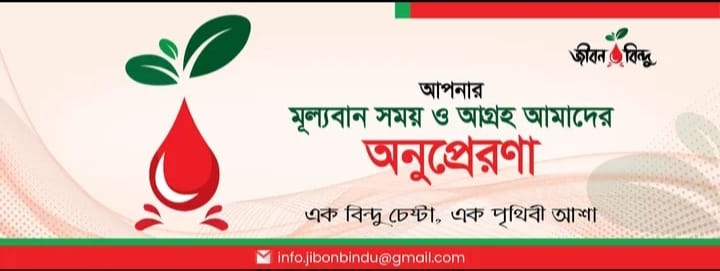 জীবন বিন্দু
আপনার
মূল্যবান সময় ও আগ্রহ আমাদের
অনুপ্রেরণা
এক বিন্দু চেষ্টা, এক পৃথিবী আশা
info.jibonbindu@gmail.com